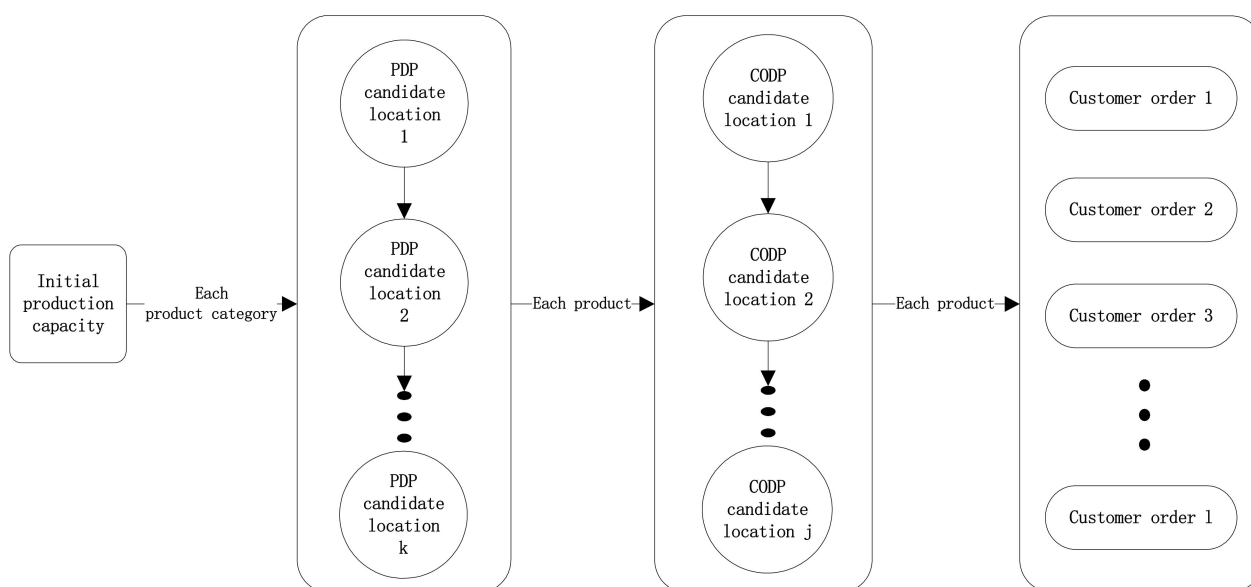 Initial
production
capacity
Each
product category
PDP
candidate
location
1
PDP
candidate
location
2
PDP
candidate
location
k
Each product
CODP
candidate
location 1
CODP
candidate
location 2
CODP
candidate
location j
Each product
Customer order 1
Customer order 2
Customer order 3
Customer order l